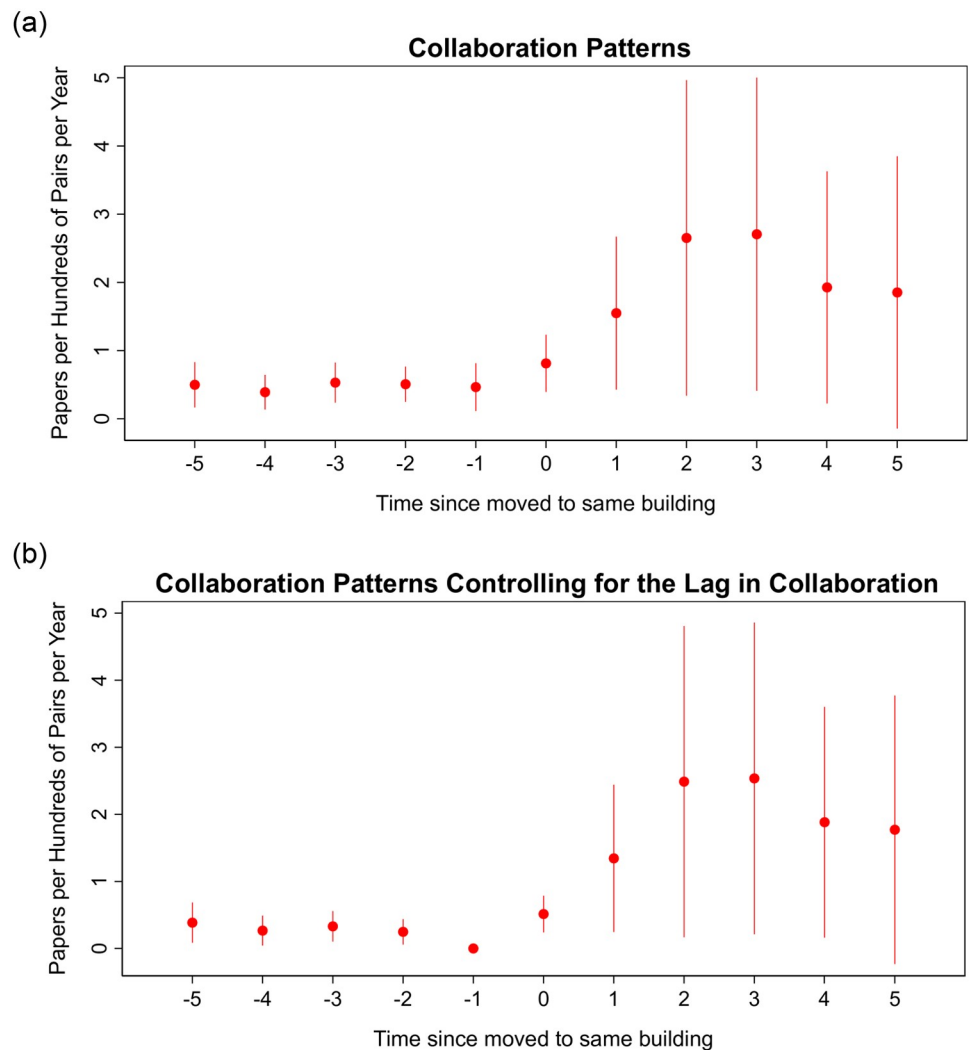 (a)
Collaboration Patterns
Papers per Hundreds of Pairs per Year
5
4
3
2
1
0
-5 -4 -3 -2 -1 0 1 2 3 4 5
Time since moved to same building
(b)
Collaboration Patterns Controlling for the Lag in Collaboration
Papers per Hundreds of Pairs per Year
5
4
3
2
1
0
-5 -4 -3 -2 -1 0 1 2 3 4 5
Time since moved to same building